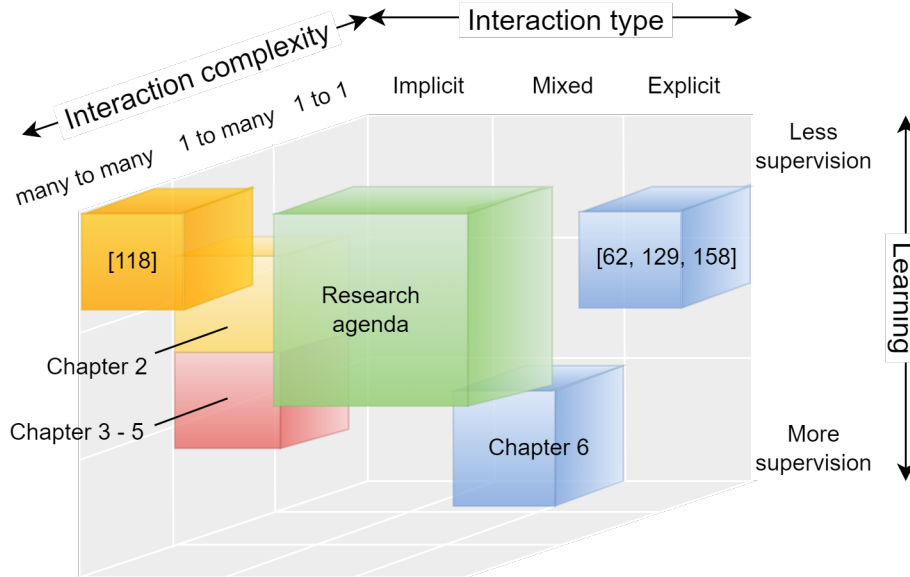 Interaction type
Interaction complexity
Implicit
Mixed
Explicit
1 to 1
1 to many
many to many
Less
supervision
[118]
[62, 129, 158]
Learning
Research
agenda
Chapter 2
Chapter 3 - 5
Chapter 6
More
supervision